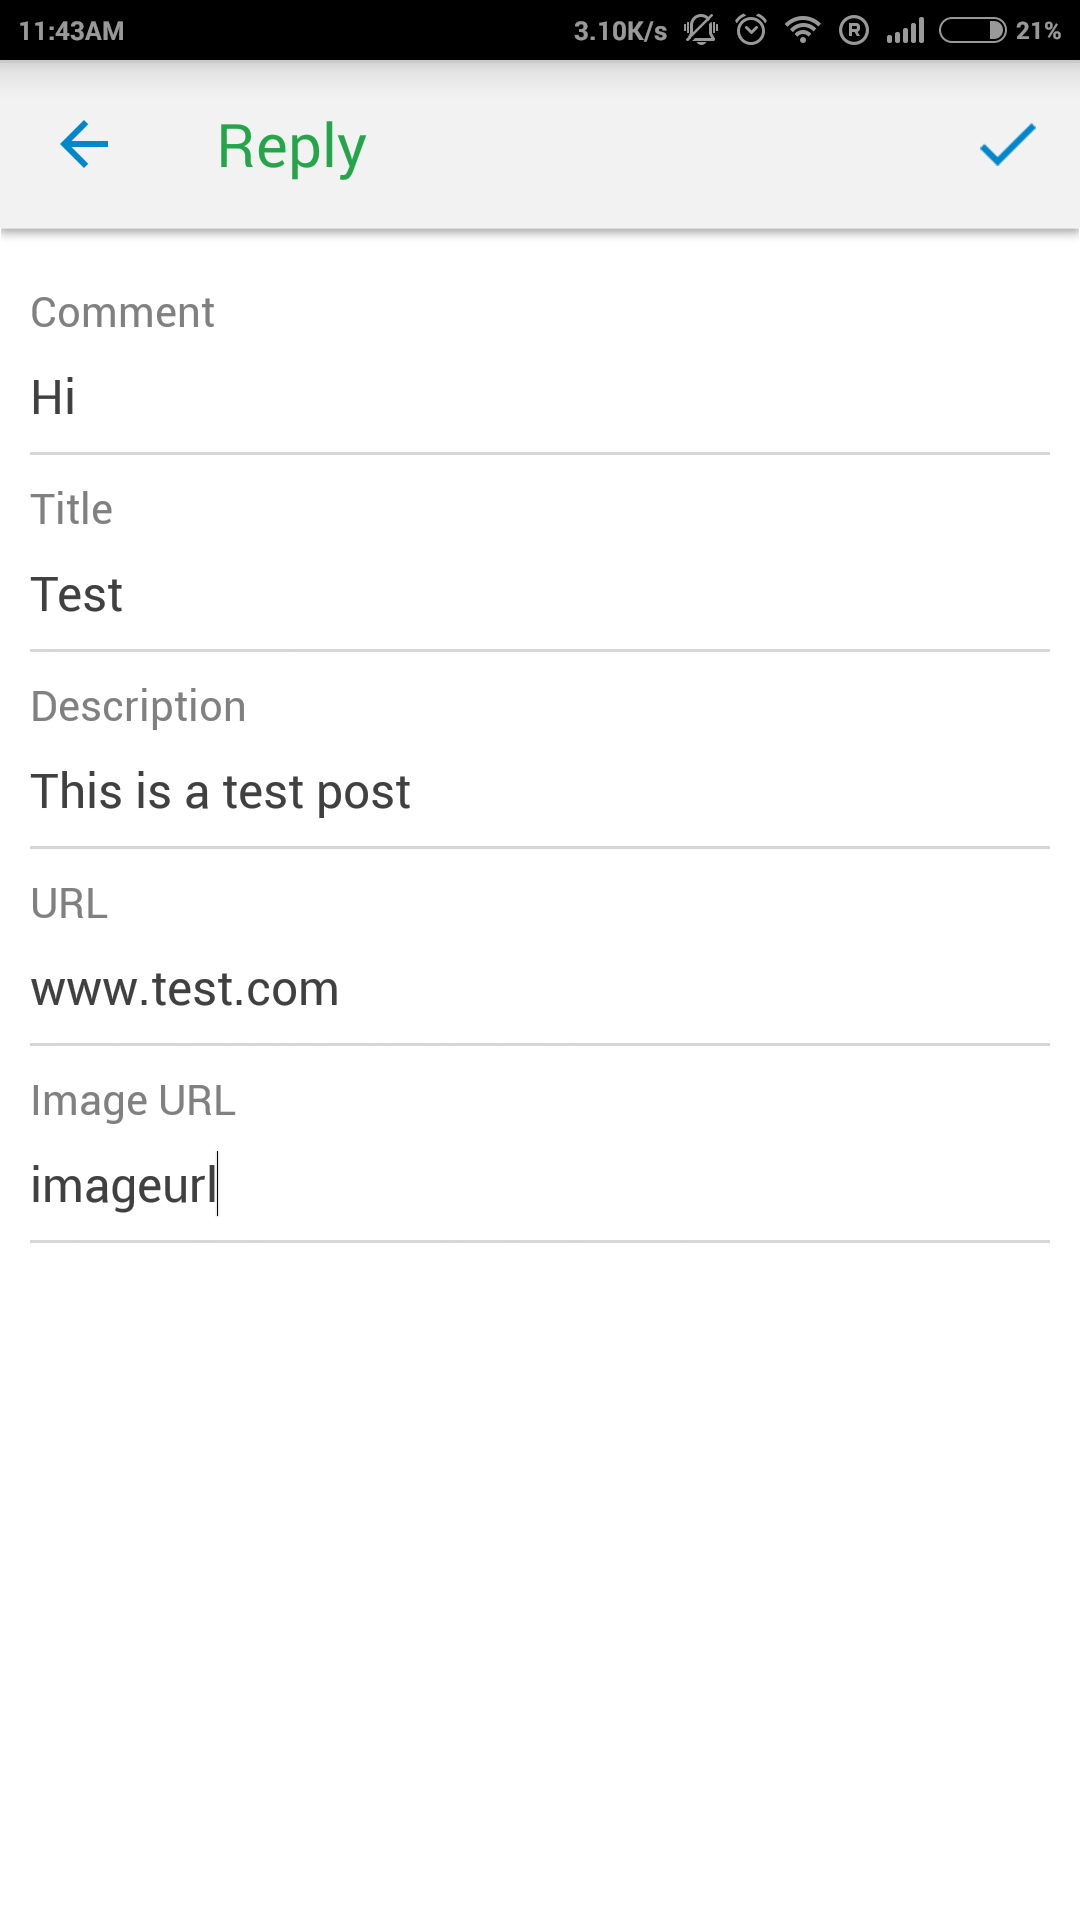 11:43AM 3.10K/s R 21%
Reply
Comment
Hi
Title
Test
Description
This is a test post
URL
www.test.com
Image URL
imageurl